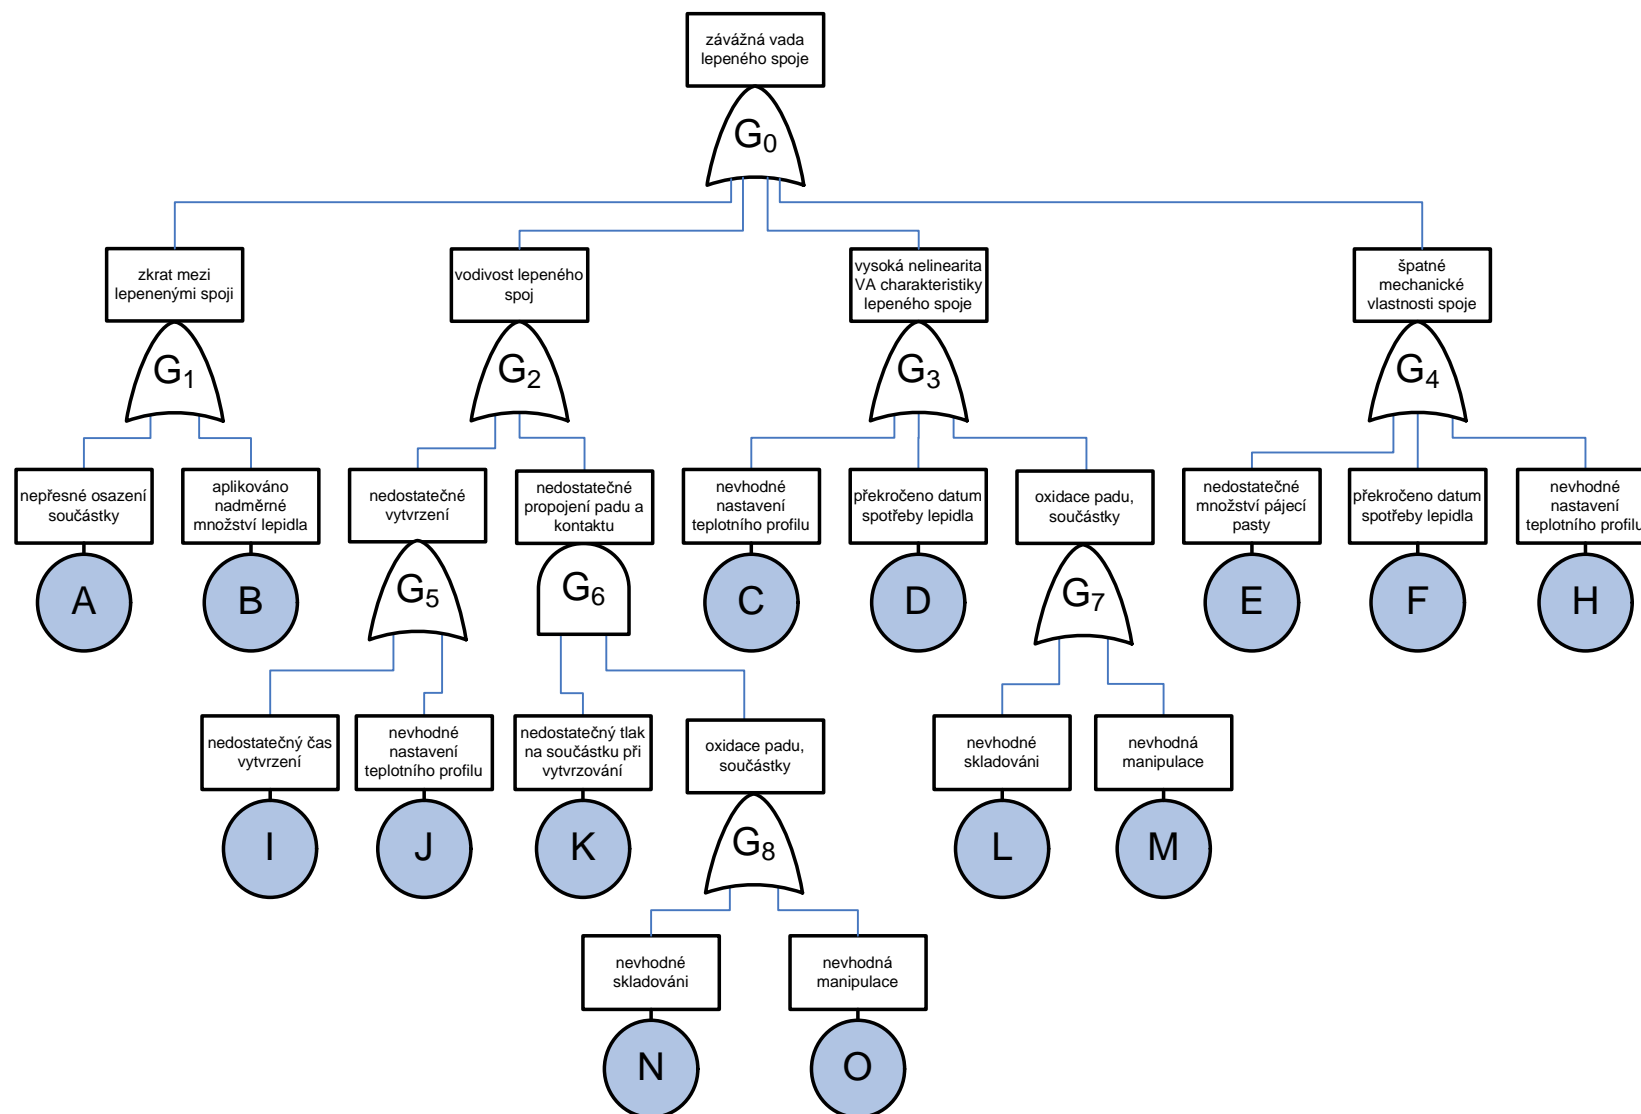 závážná vada
lepeného spoje
G0
zkrat mezi
lepenenými spoji
vodivost lepeného
spoj
vysoká nelinearita
VA charakteristiky
lepeného spoje
špatné
mechanické
vlastnosti spoje
G1
G2
G3
G4
nepřesné osazení
součástky
aplikováno
nadměrné
množství lepidla
nedostatečné
vytvrzení
nedostatečné
propojení padu a
kontaktu
nevhodné
nastavení
teplotního profilu
překročeno datum
spotřeby lepidla
oxidace padu,
součástky
nedostatečné
množství pájecí
pasty
překročeno datum
spotřeby lepidla
nevhodné
nastavení
teplotního profilu
A
B
G5
G6
C
D
G7
E
F
H
nedostatečný čas
vytvrzení
nevhodné
nastavení
teplotního profilu
nedostatečný tlak
na součástku při
vytvrzování
oxidace padu,
součástky
nevhodné
skladováni
nevhodná
manipulace
I
J
K
G8
L
M
nevhodné
skladováni
nevhodná
manipulace
N
O